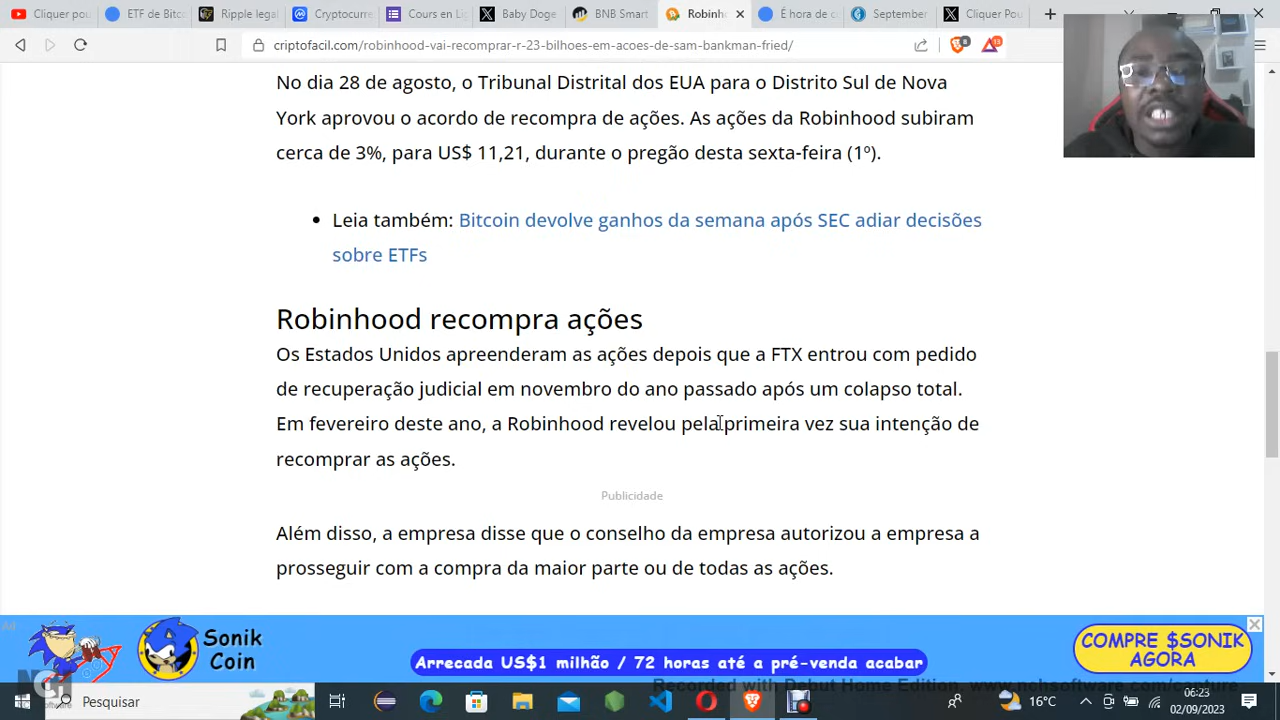 Cliquer pou
ETF de Bitco
Ripple legal
Cryptocurre
Cours en Lig
Baby Doge
BNB Smart
Robinh
É hora de c
September
Cliquer Pou
criptofacil.com/robinhood-vai-recomprar-r-23-bilhoes-em-acoes-de-sam-bankman-fried/
No dia 28 de agosto, o Tribunal Distrital dos EUA para o Distrito Sul de Nova
York aprovou o acordo de recompra de ações. As ações da Robinhood subiram
cerca de 3%, para US$ 11,21, durante o pregão desta sexta-feira (1º).
Leia também: Bitcoin devolve ganhos da semana após SEC adiar decisões
sobre ETFs
Robinhood recompra ações
Os Estados Unidos apreenderam as ações depois que a FTX entrou com pedido
de recuperação judicial em novembro do ano passado após um colapso total.
Em fevereiro deste ano, a Robinhood revelou pela primeira vez sua intenção de
recomprar as ações.
Publicidade
Além disso, a empresa disse que o conselho da empresa autorizou a empresa a
prosseguir com a compra da maior parte ou de todas as ações.
Ad
Sonik
Coin
Arrecada US$1 milhão / 72 horas até a pré-venda acabar
COMPRE $SONIK
AGORA
NCH
Software
Recorded with Debut Home Edition. www.nchsoftware.com/capture
Pesquisar
16°C
06:23
02/09/2023